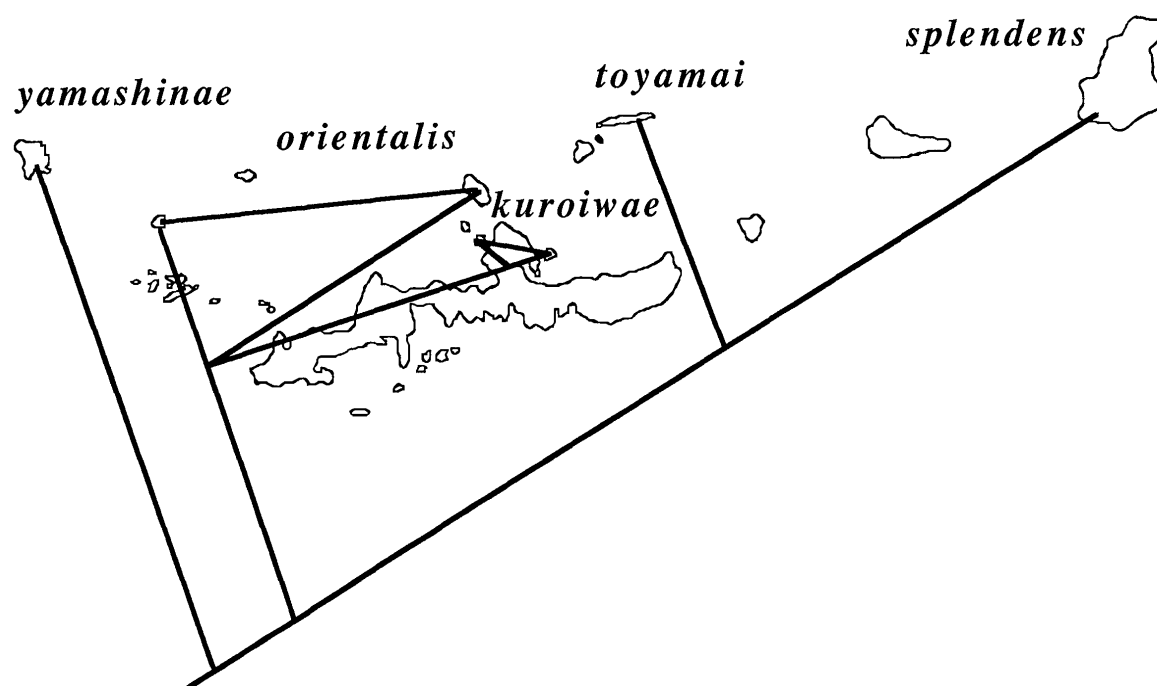 splendens
toyamai
yamashinae
orientalis
kuroiwae